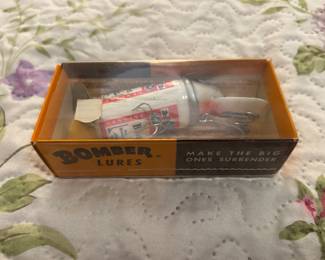 BOMBER
LURES
MAKE THE BIG
ONES SURRENDER